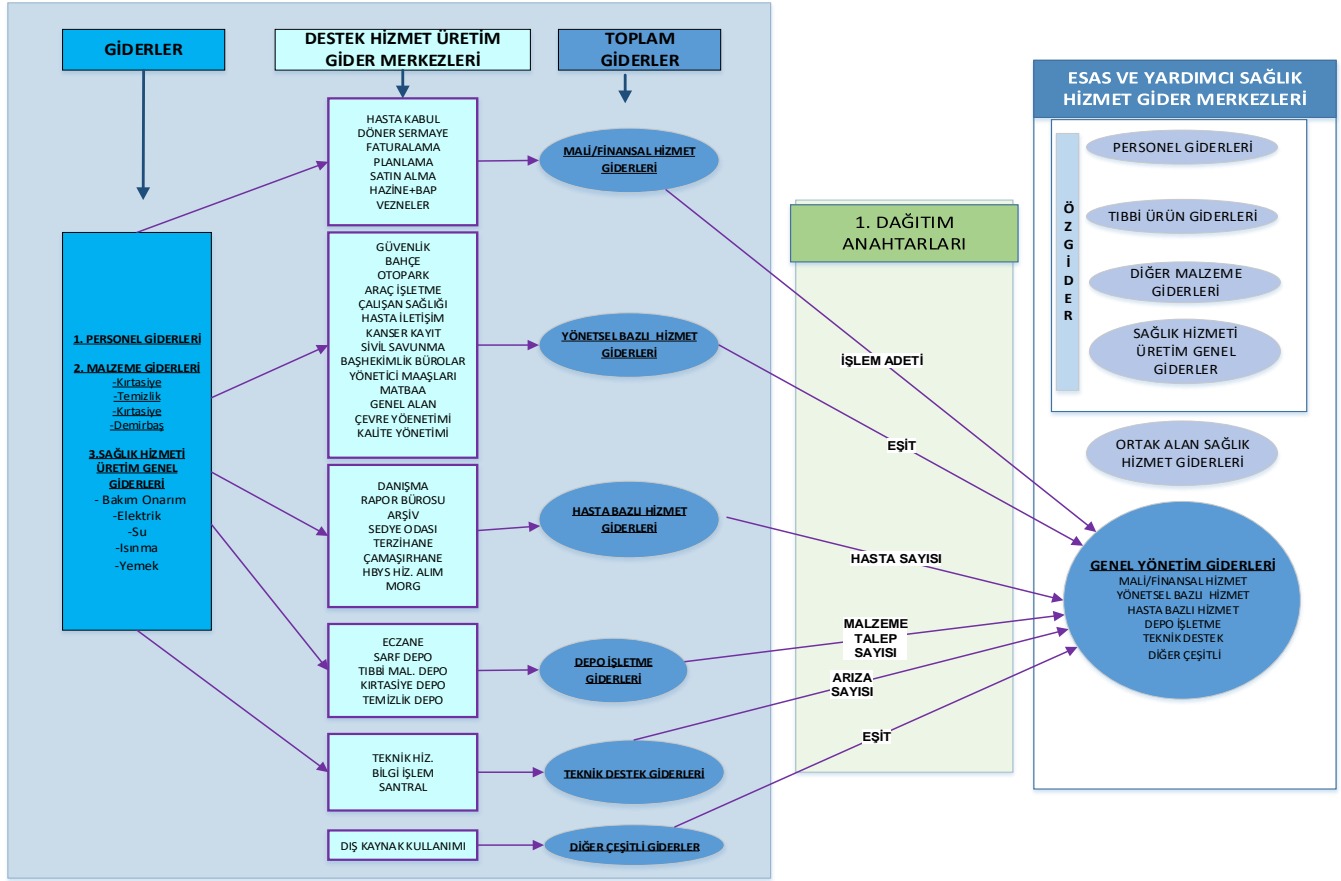 GİDERLER
DESTEK HİZMET ÜRETİM
GİDER MERKEZLERİ
TOPLAM
GİDERLER
1. PERSONEL GİDERLERİ
2. MALZEME GİDERLERİ
-Kırtasiye
-Temizlik
-Kırtasiye
-Demirbaş
3.SAĞLIK HİZMETİ
ÜRETİM GENEL
GİDERLERİ
- Bakım Onarım
-Elektrik
-Su
-Isınma
-Yemek
HASTA KABUL
DÖNER SERMAYE
FATURALAMA
PLANLAMA
SATIN ALMA
HAZİNE+BAP
VEZNELER
GÜVENLİK
BAHÇE
OTOPARK
ARAÇ İŞLETME
ÇALIŞAN SAĞLIĞI
HASTA İLETİŞİM
KANSER KAYIT
SİVİL SAVUNMA
BAŞHEKİMLİK BÜROLAR
YÖNETİCİ MAAŞLARI
MATBAA
GENEL ALAN
ÇEVRE YÖENETİMİ
KALİTE YÖNETİMİ
DANIŞMA
RAPOR BÜROSU
ARŞİV
SEDYE ODASI
TERZİHANE
ÇAMAŞIRHANE
HBYS HİZ. ALIM
MORG
ECZANE
SARF DEPO
TIBBİ MAL. DEPO
KIRTASİYE DEPO
TEMİZLİK DEPO
TEKNİK HİZ.
BİLGİ İŞLEM
SANTRAL
DIŞ KAYNAK KULLANIMI
MALİ/FİNANSAL HİZMET
GİDERLERİ
YÖNETSEL BAZLI HİZMET
GİDERLERİ
HASTA BAZLI HİZMET
GİDERLERİ
DEPO İŞLETME
GİDERLERİ
TEKNİK DESTEK GİDERLERİ
DİĞER ÇEŞİTLİ GİDERLER
1. DAĞITIM
ANAHTARLARI
İŞLEM ADETİ
EŞİT
HASTA SAYISI
MALZEME
TALEP
SAYISI
ARIZA
SAYISI
EŞİT
ESAS VE YARDIMCI SAĞLIK
HİZMET GİDER MERKEZLERİ
ÖZGİDER
PERSONEL GİDERLERİ
TIBBİ ÜRÜN GİDERLERİ
DİĞER MALZEME
GİDERLERİ
SAĞLIK HİZMETİ
ÜRETİM GENEL
GİDERLER
ORTAK ALAN SAĞLIK
HİZMET GİDERLERİ
GENEL YÖNETİM GİDERLERİ
MALİ/FİNANSAL HİZMET
YÖNETSEL BAZLI HİZMET
HASTA BAZLI HİZMET
DEPO İŞLETME
TEKNİK DESTEK
DİĞER ÇEŞİTLİ